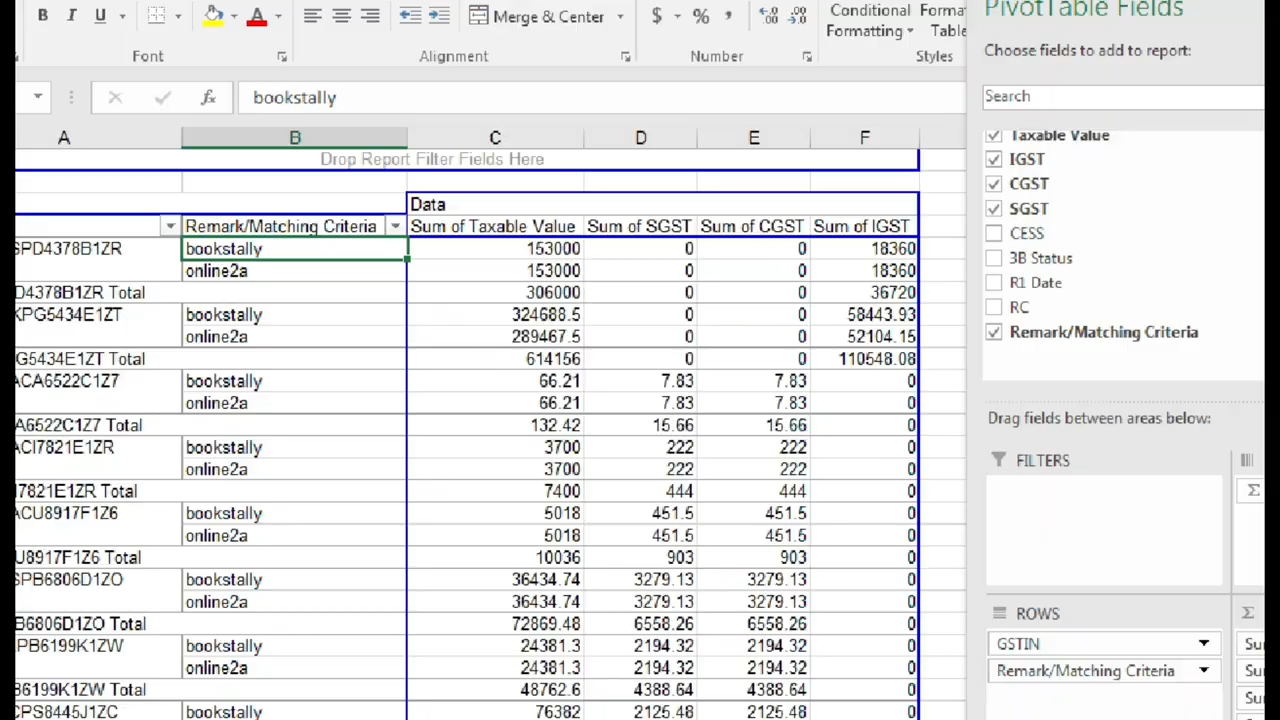 B I U Merge & Center $ % Conditional Format
Formatting Table
Font Alignment Number Styles
fx bookstally
A B C D E F
Drop Report Filter Fields Here
Data
Remark/Matching Criteria Sum of Taxable Value Sum of SGST Sum of CGST Sum of IGST
SPD4378B1ZR bookstally 153000 0 0 18360
online2a 153000 0 0 18360
D4378B1ZR Total 306000 0 0 36720
KPG5434E1ZT bookstally 324688.5 0 0 58443.93
online2a 289467.5 0 0 52104.15
G5434E1ZT Total 614156 0 0 110548.08
ACA6522C1Z7 bookstally 66.21 7.83 7.83 0
online2a 66.21 7.83 7.83 0
A6522C1Z7 Total 132.42 15.66 15.66 0
ACI7821E1ZR bookstally 3700 222 222 0
online2a 3700 222 222 0
I7821E1ZR Total 7400 444 444 0
ACU8917F1Z6 bookstally 5018 451.5 451.5 0
online2a 5018 451.5 451.5 0
U8917F1Z6 Total 10036 903 903 0
SPB6806D1ZO bookstally 36434.74 3279.13 3279.13 0
online2a 36434.74 3279.13 3279.13 0
B6806D1ZO Total 72869.48 6558.26 6558.26 0
PB6199K1ZW bookstally 24381.3 2194.32 2194.32 0
online2a 24381.3 2194.32 2194.32 0
B6199K1ZW Total 48762.6 4388.64 4388.64 0
CPS8445J1ZC bookstally 76382 2125.48 2125.48 0
PivotTable Fields
Choose fields to add to report:
Search
Taxable Value
IGST
CGST
SGST
CESS
3B Status
R1 Date
RC
Remark/Matching Criteria
Drag fields between areas below:
FILTERS
Σ
ROWS Σ
GSTIN Su
Remark/Matching Criteria Su
Su
Su